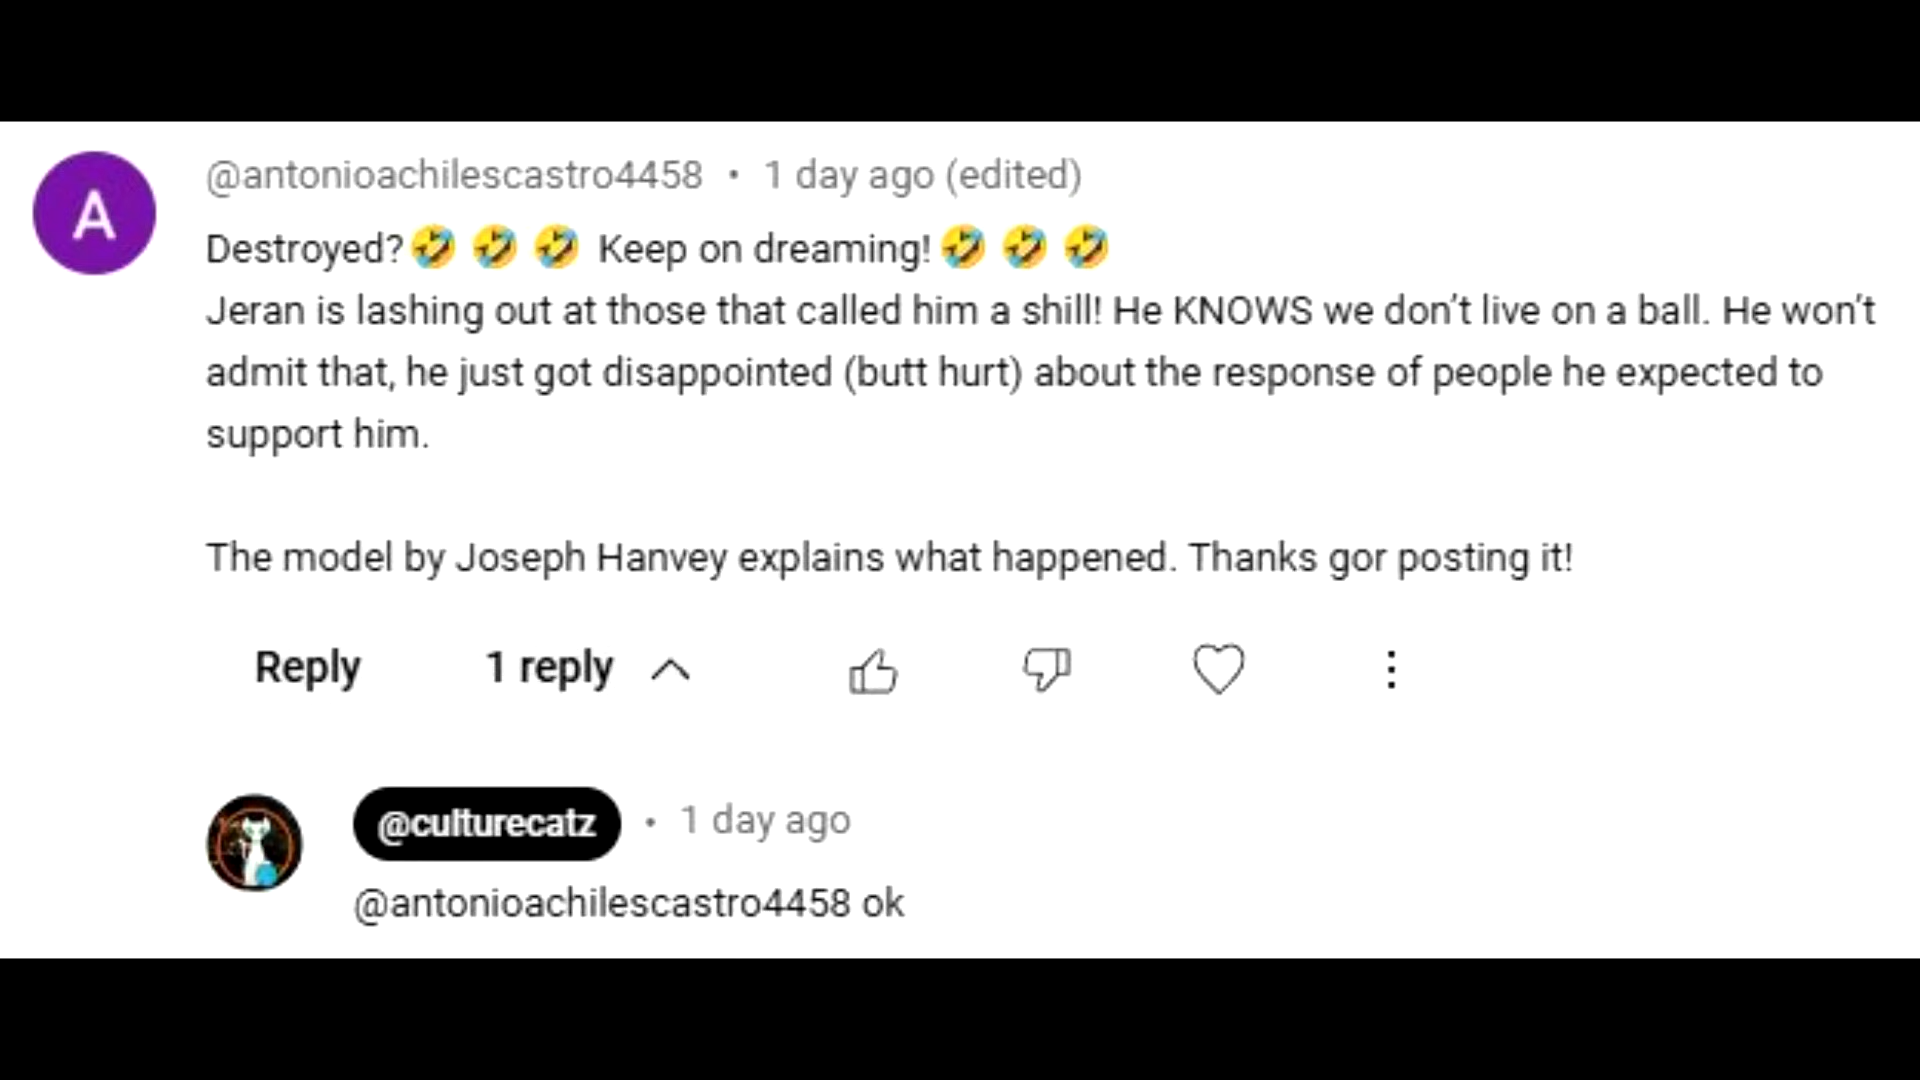 A
@antonioachilescastro4458 • 1 day ago (edited)
Destroyed?🤣 🤣 🤣 Keep on dreaming!🤣 🤣 🤣
Jeran is lashing out at those that called him a shill! He KNOWS we don’t live on a ball. He won’t
admit that, he just got disappointed (butt hurt) about the response of people he expected to
support him.
The model by Joseph Hanvey explains what happened. Thanks gor posting it!
Reply 1 reply
@culturecatz • 1 day ago
@antonioachilescastro4458 ok